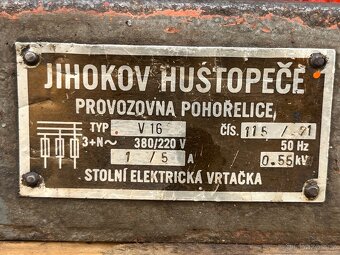 JIHOKOV HUSTOPEČE
PROVOZOVNA POHOŘELICE
TYP V 16 ČÍS. 115 / 91
3+N~ 380/220 V 50 Hz
1 / 5 A 0.55 kV
STOLNÍ ELEKTRICKÁ VRTAČKA